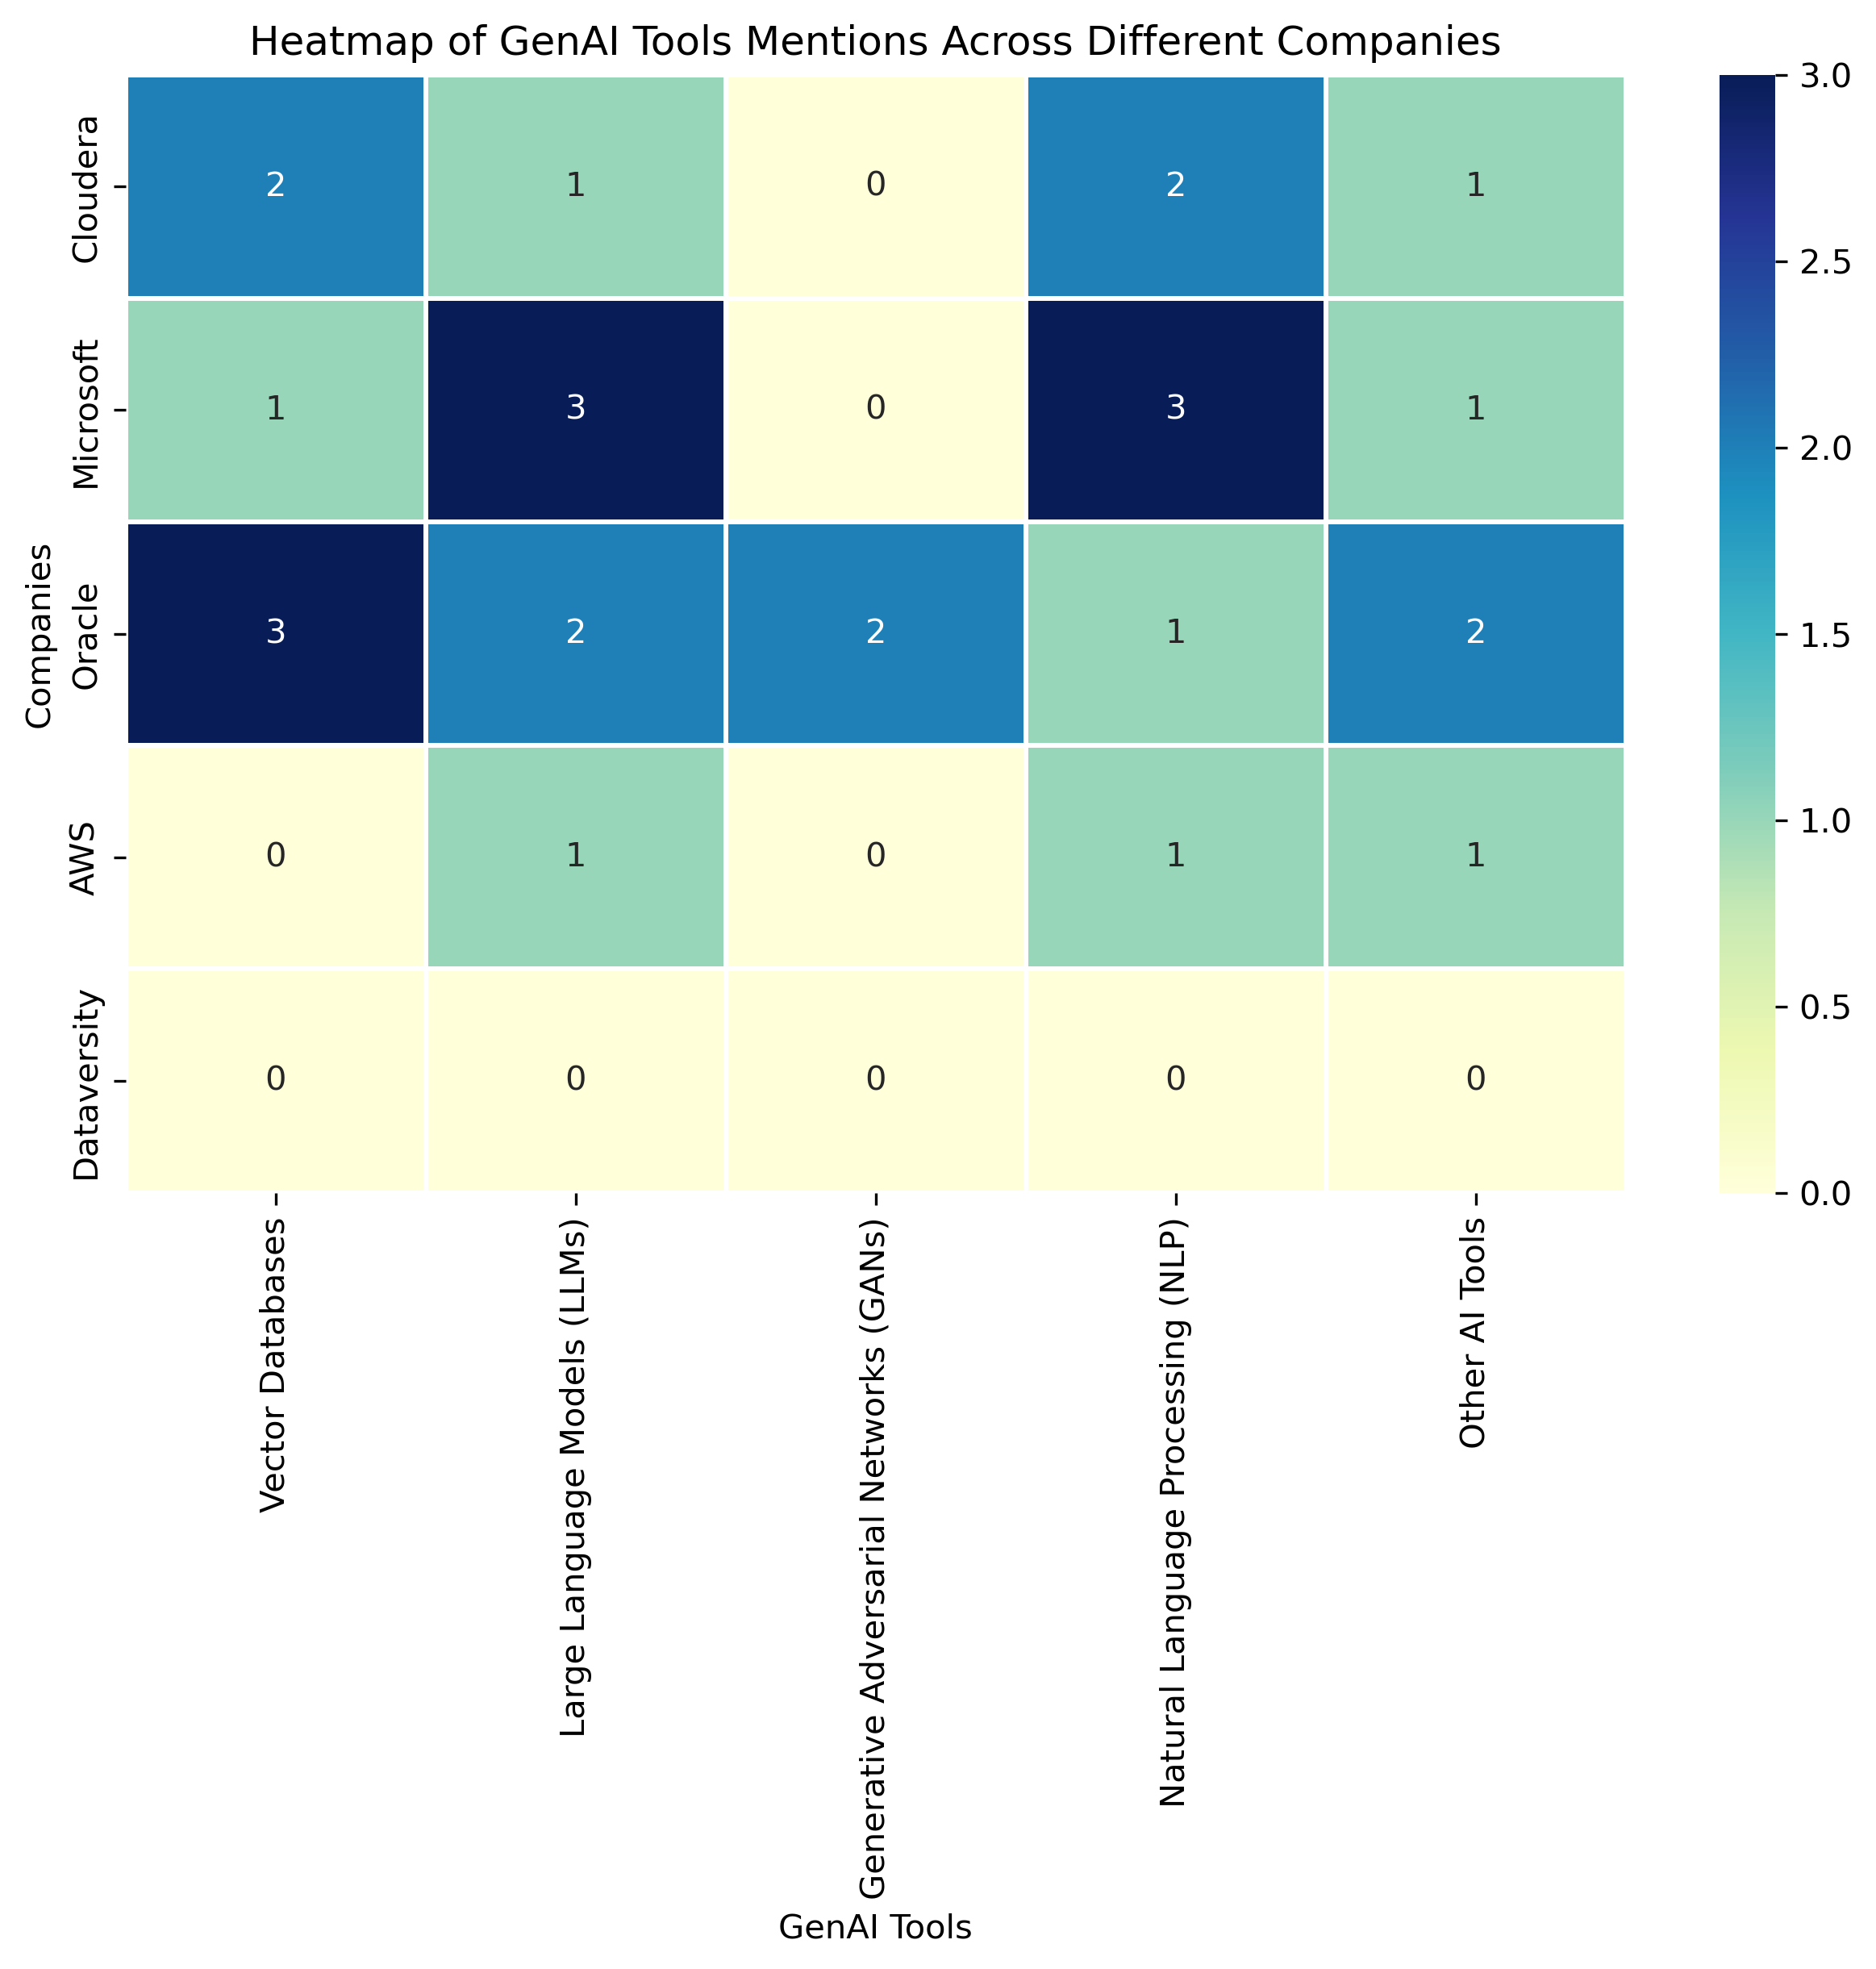 Heatmap of GenAI Tools Mentions Across Different Companies
Companies
Cloudera
2 1 0 2 1
Microsoft
1 3 0 3 1
Oracle
3 2 2 1 2
AWS
0 1 0 1 1
Dataversity
0 0 0 0 0
Vector Databases
Large Language Models (LLMs)
Generative Adversarial Networks (GANs)
Natural Language Processing (NLP)
Other AI Tools
GenAI Tools
3.0
2.5
2.0
1.5
1.0
0.5
0.0